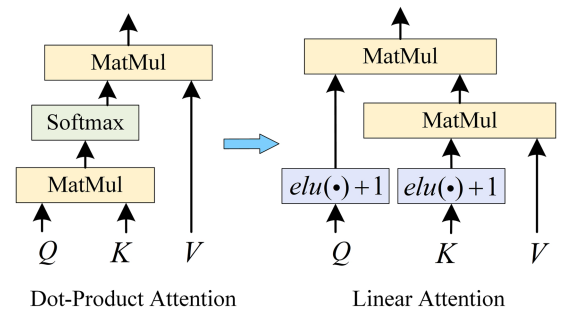 MatMul
Softmax
MatMul
Q K V
Dot-Product Attention
MatMul
MatMul
elu(•)+1 elu(•)+1
Q K V
Linear Attention